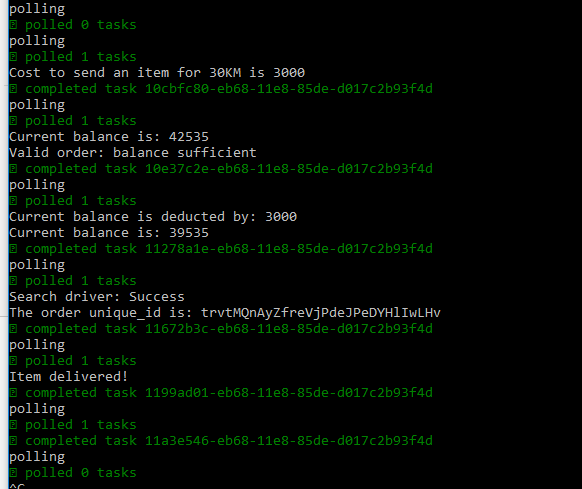 polling
polled 0 tasks
polling
polled 1 tasks
Cost to send an item for 30KM is 3000
completed task 10cbfc80-eb68-11e8-85de-d017c2b93f4d
polling
polled 1 tasks
Current balance is: 42535
Valid order: balance sufficient
completed task 10e37c2e-eb68-11e8-85de-d017c2b93f4d
polling
polled 1 tasks
Current balance is deducted by: 3000
Current balance is: 39535
completed task 11278a1e-eb68-11e8-85de-d017c2b93f4d
polling
polled 1 tasks
Search driver: Success
The order unique_id is: trvtMQnAyZfreVjPdeJPeDYHlIwLHv
completed task 11672b3c-eb68-11e8-85de-d017c2b93f4d
polling
polled 1 tasks
Item delivered!
completed task 1199ad01-eb68-11e8-85de-d017c2b93f4d
polling
polled 1 tasks
completed task 11a3e546-eb68-11e8-85de-d017c2b93f4d
polling
polled 0 tasks
^C